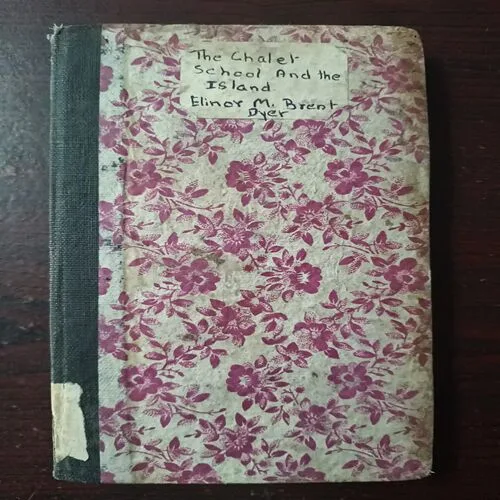 The Chalet
School And the
Island
Elinor M. Brent
Dyer